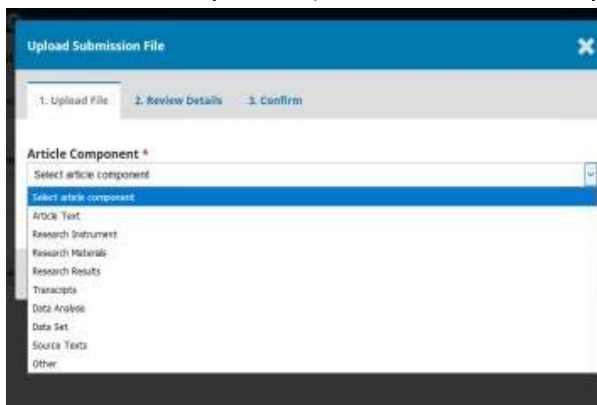 Upload Submission File
1. Upload File 2. Review Details 3. Confirm
Article Component *
Select article component
Select article component
Article Text
Research Instrument
Research Materials
Research Results
Transcripts
Data Analysis
Data Set
Source Texts
Other